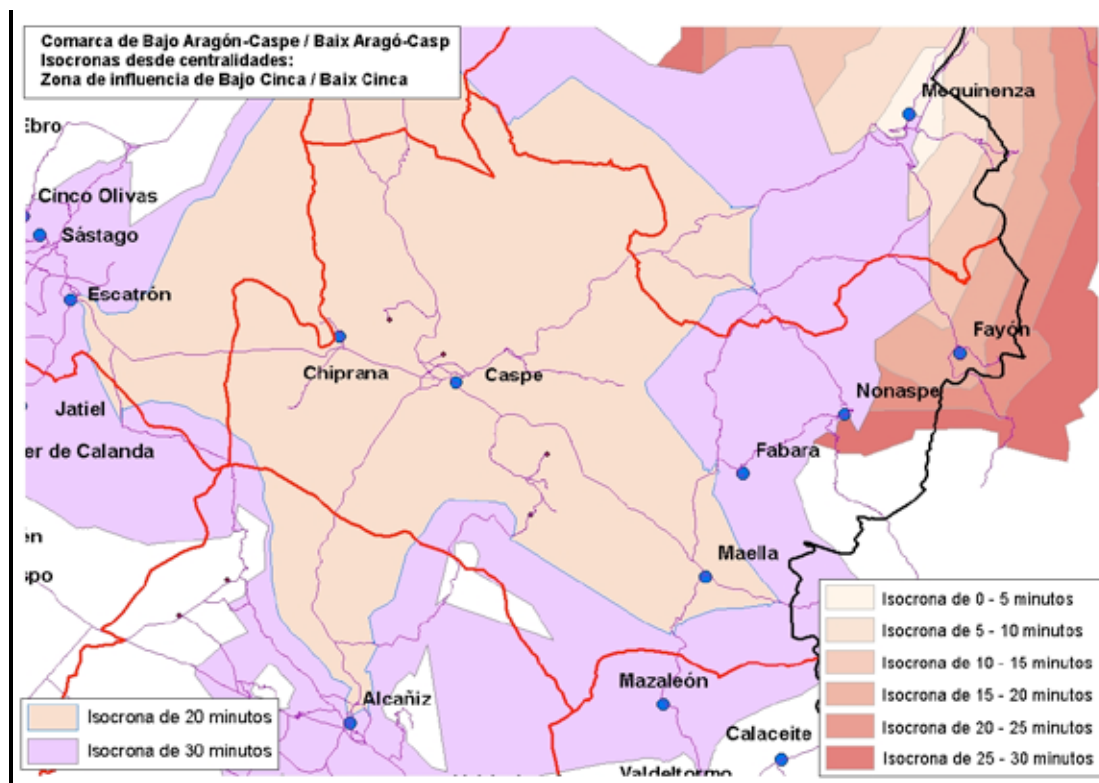 Comarca de Bajo Aragón-Caspe / Baix Aragó-Casp
Isocronas desde centralidades:
Zona de influencia de Bajo Cinca / Baix Cinca
Mequinenza
Ebro
Cinco Olivas
Sástago
Escatrón
Fayón
Chiprana
Caspe
Nonaspe
Jatiel
er de Calanda
Fabara
én
Maella
spo
Isocrona de 0 - 5 minutos
Isocrona de 5 - 10 minutos
Isocrona de 10 - 15 minutos
Isocrona de 15 - 20 minutos
Isocrona de 20 - 25 minutos
Isocrona de 25 - 30 minutos
Mazaleón
Alcañiz
Isocrona de 20 minutos
Isocrona de 30 minutos
Calaceite
Valdeltormo